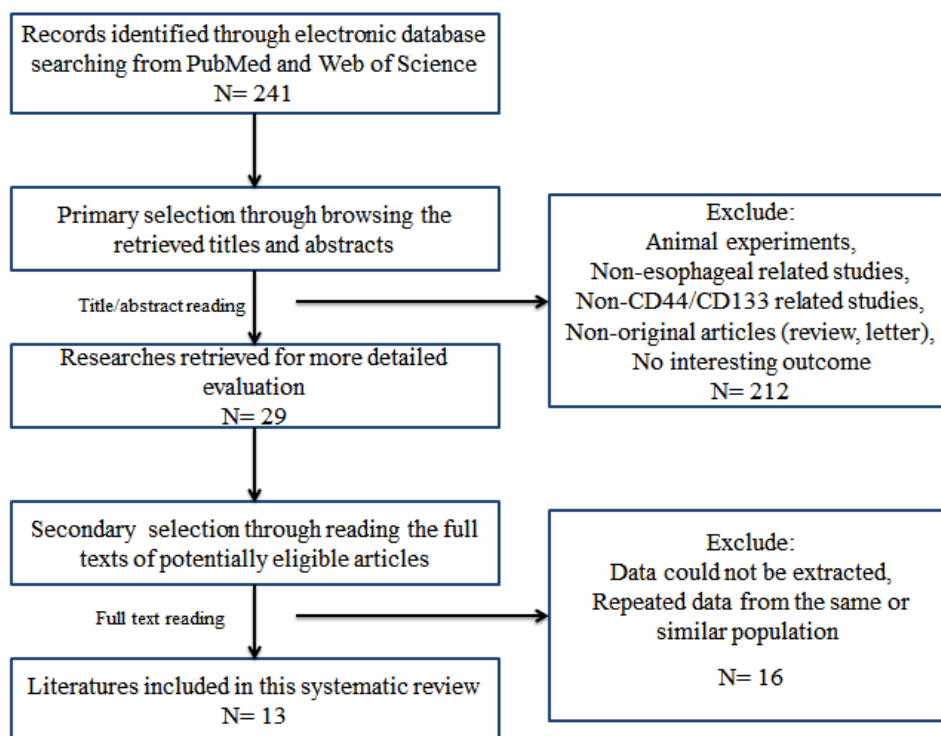 Records identified through electronic database
searching from PubMed and Web of Science
N= 241
Primary selection through browsing the
retrieved titles and abstracts
Exclude:
Animal experiments,
Non-esophageal related studies,
Non-CD44/CD133 related studies,
Non-original articles (review, letter),
No interesting outcome
N= 212
Title/abstract reading
Researches retrieved for more detailed
evaluation
N= 29
Secondary selection through reading the full
texts of potentially eligible articles
Exclude:
Data could not be extracted,
Repeated data from the same or
similar population
N= 16
Full text reading
Literatures included in this systematic review
N= 13